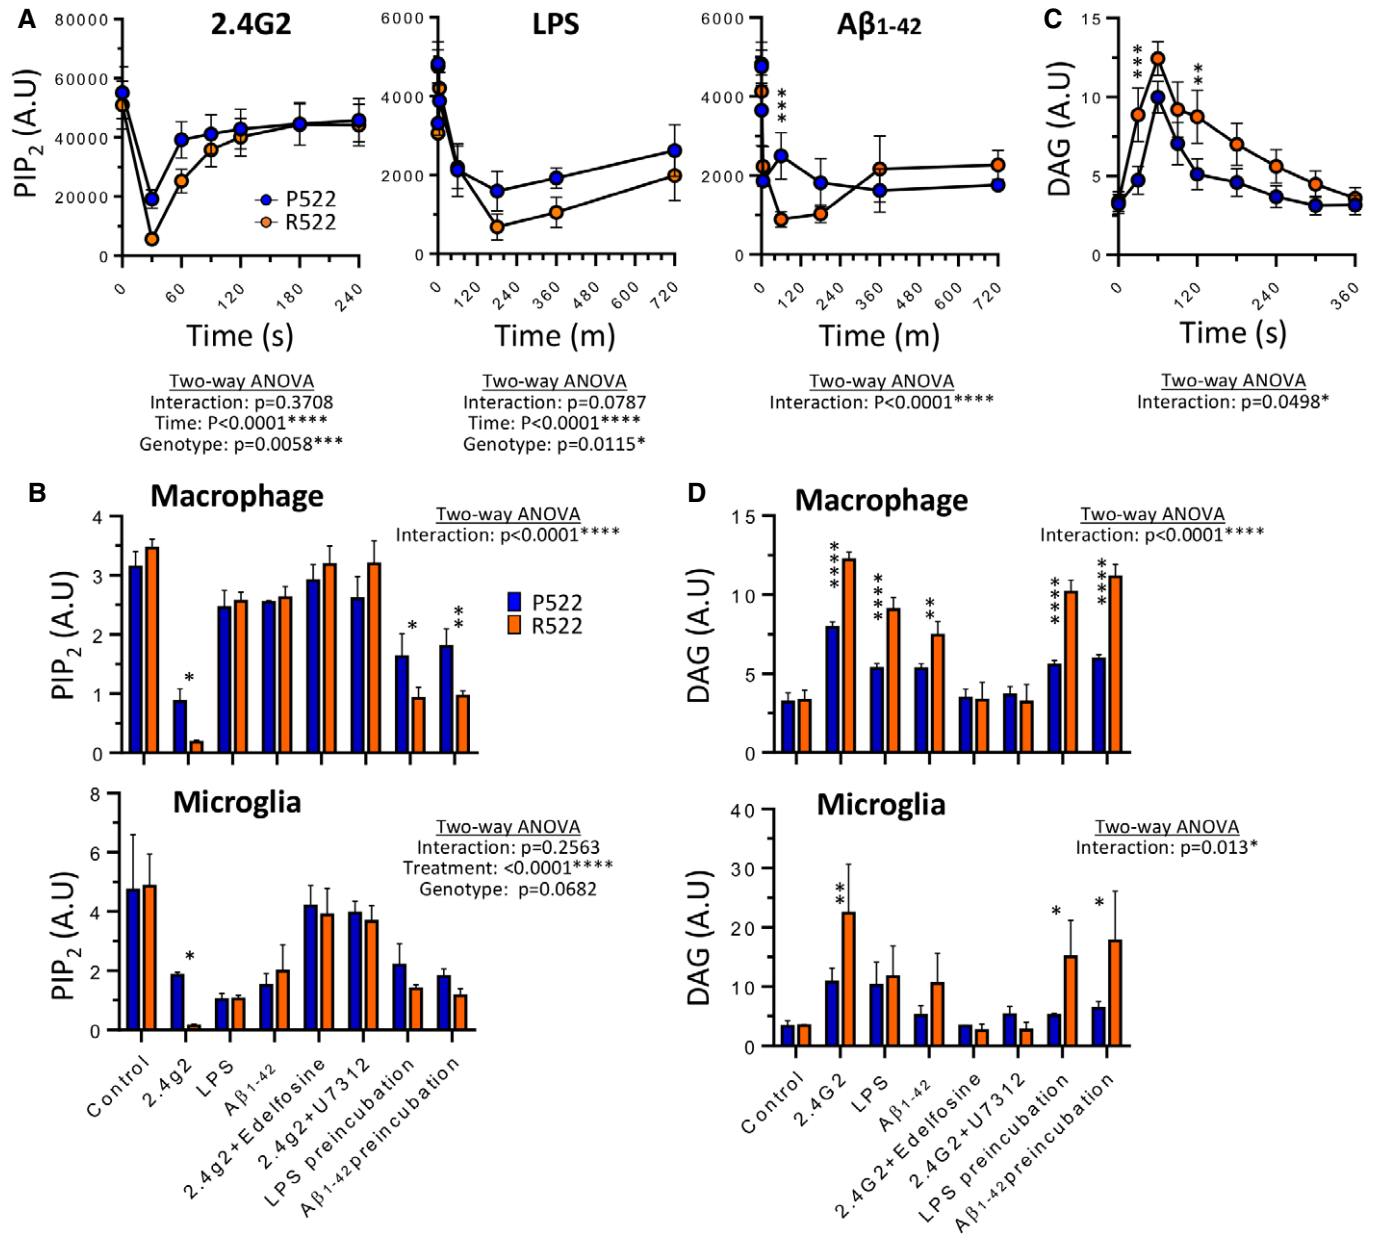 A
2.4G2
PIP2 (A.U)
80000
60000
40000
20000
0
P522
R522
0 60 120 180 240
Time (s)
Two-way ANOVA
Interaction: p=0.3708
Time: P<0.0001****
Genotype: p=0.0058***
LPS
6000
4000
2000
0
0 120 240 360 480 600 720
Time (m)
Two-way ANOVA
Interaction: p=0.0787
Time: P<0.0001****
Genotype: p=0.0115*
Aβ1-42
6000
4000
2000
0
***
0 120 240 360 480 600 720
Time (m)
Two-way ANOVA
Interaction: P<0.0001****
C
DAG (A.U)
15
10
5
0
*** **
0 120 240 360
Time (s)
Two-way ANOVA
Interaction: p=0.0498*
B
Macrophage
Two-way ANOVA
Interaction: p<0.0001****
PIP2 (A.U)
4
3
2
1
0
* * **
P522
R522
Microglia
Two-way ANOVA
Interaction: p=0.2563
Treatment: <0.0001****
Genotype: p=0.0682
PIP2 (A.U)
8
6
4
2
0
*
Control
2.4g2
LPS
Aβ1-42
2.4g2+Edelfosine
2.4g2+U7312
LPS preincubation
Aβ1-42preincubation
D
Macrophage
Two-way ANOVA
Interaction: p<0.0001****
DAG (A.U)
15
10
5
0
**** **** ** **** ****
Microglia
Two-way ANOVA
Interaction: p=0.013*
DAG (A.U)
40
30
20
10
0
** * *
Control
2.4G2
LPS
Aβ1-42
2.4G2+Edelfosine
2.4G2+U7312
LPS preincubation
Aβ1-42preincubation